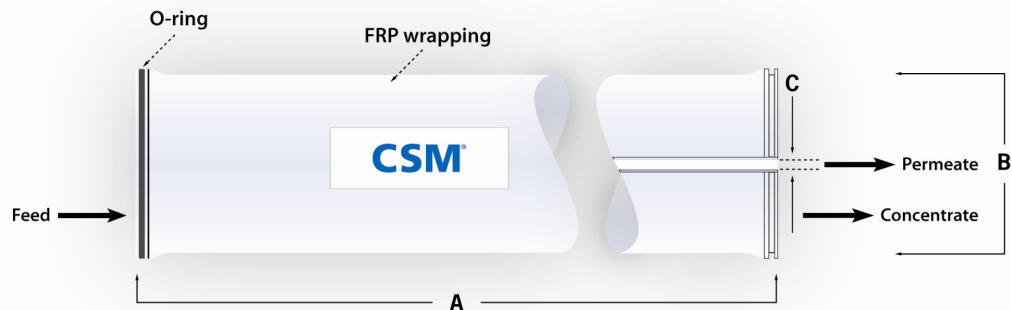 O-ring
FRP wrapping
C
CSM®
Permeate
B
Feed
Concentrate
A